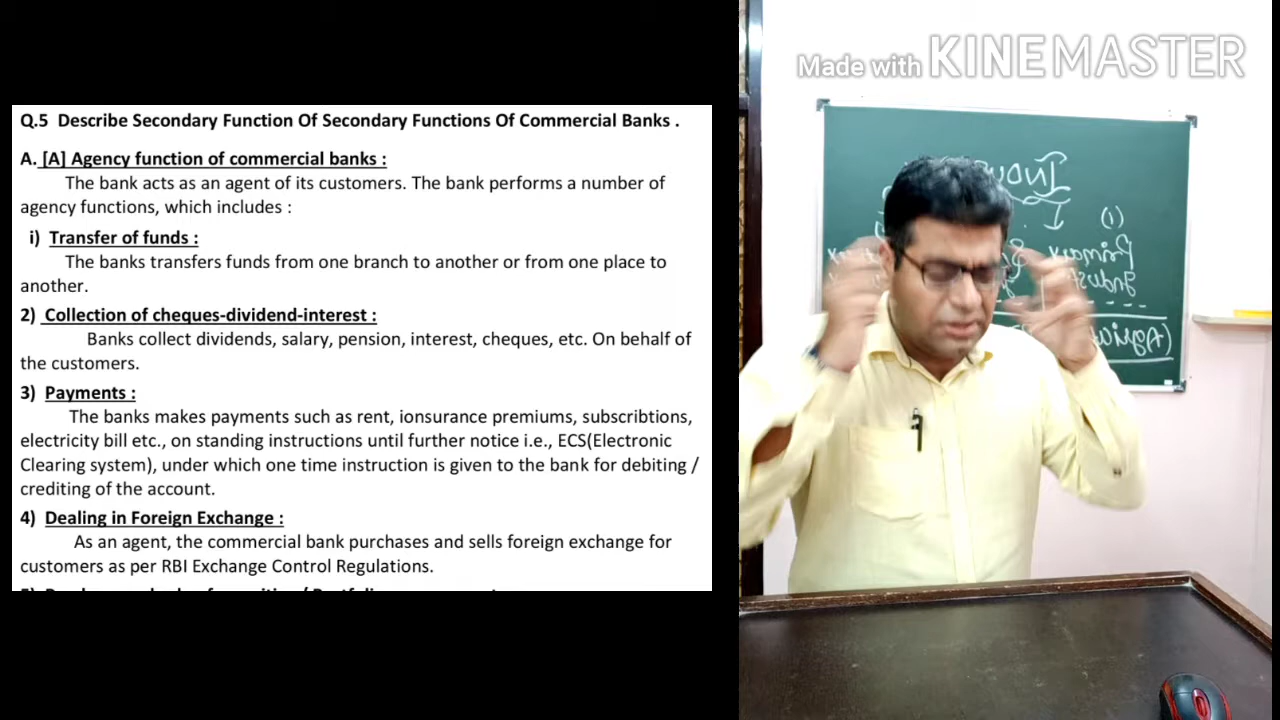 Made with KINEMASTER
Q.5 Describe Secondary Function Of Secondary Functions Of Commercial Banks .
A. [A] Agency function of commercial banks :
The bank acts as an agent of its customers. The bank performs a number of
agency functions, which includes :
i) Transfer of funds :
The banks transfers funds from one branch to another or from one place to
another.
2) Collection of cheques-dividend-interest :
Banks collect dividends, salary, pension, interest, cheques, etc. On behalf of
the customers.
3) Payments :
The banks makes payments such as rent, ionsurance premiums, subscribtions,
electricity bill etc., on standing instructions until further notice i.e., ECS(Electronic
Clearing system), under which one time instruction is given to the bank for debiting /
crediting of the account.
4) Dealing in Foreign Exchange :
As an agent, the commercial bank purchases and sells foreign exchange for
customers as per RBI Exchange Control Regulations.
(1)
Primary